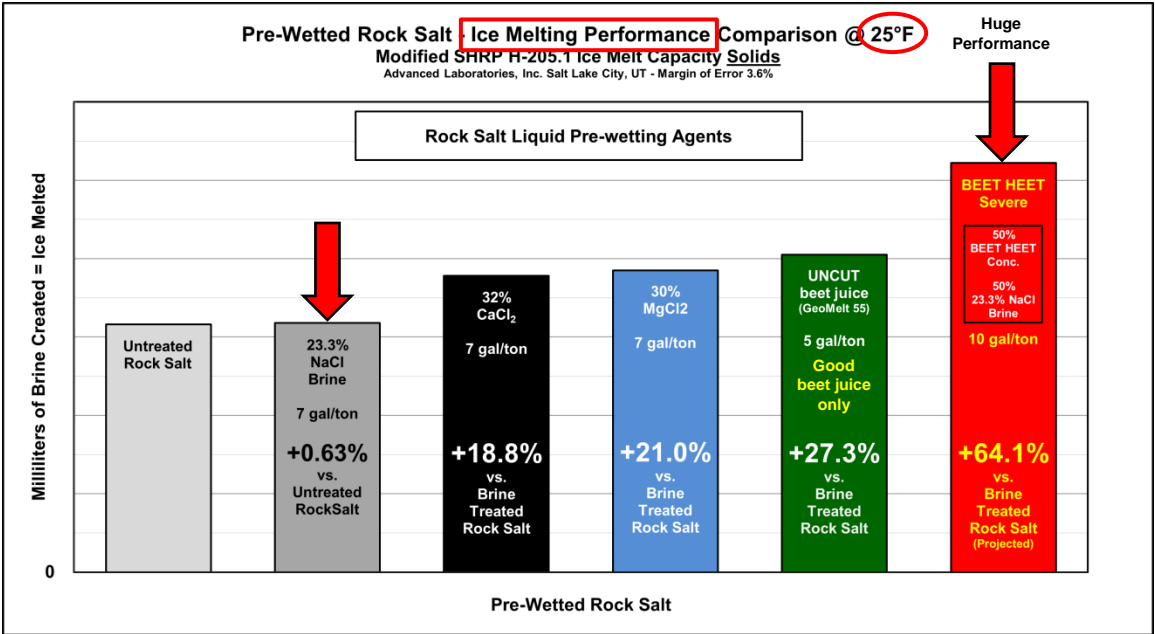 Pre-Wetted Rock Salt - Ice Melting Performance Comparison @ 25°F
Modified SHRP H-205.1 Ice Melt Capacity Solids
Advanced Laboratories, Inc. Salt Lake City, UT - Margin of Error 3.6%
Huge
Performance
Rock Salt Liquid Pre-wetting Agents
Milliliters of Brine Created = Ice Melted
0
Untreated
Rock Salt
23.3%
NaCl
Brine
7 gal/ton
+0.63%
vs.
Untreated
RockSalt
32%
CaCl₂
7 gal/ton
+18.8%
vs.
Brine
Treated
Rock Salt
30%
MgCl2
7 gal/ton
+21.0%
vs.
Brine
Treated
Rock Salt
UNCUT
beet juice
(GeoMelt 55)
5 gal/ton
Good
beet juice
only
+27.3%
vs.
Brine
Treated
Rock Salt
BEET HEET
Severe
50%
BEET HEET
Conc.
50%
23.3% NaCl
Brine
10 gal/ton
+64.1%
vs.
Brine
Treated
Rock Salt
(Projected)
Pre-Wetted Rock Salt